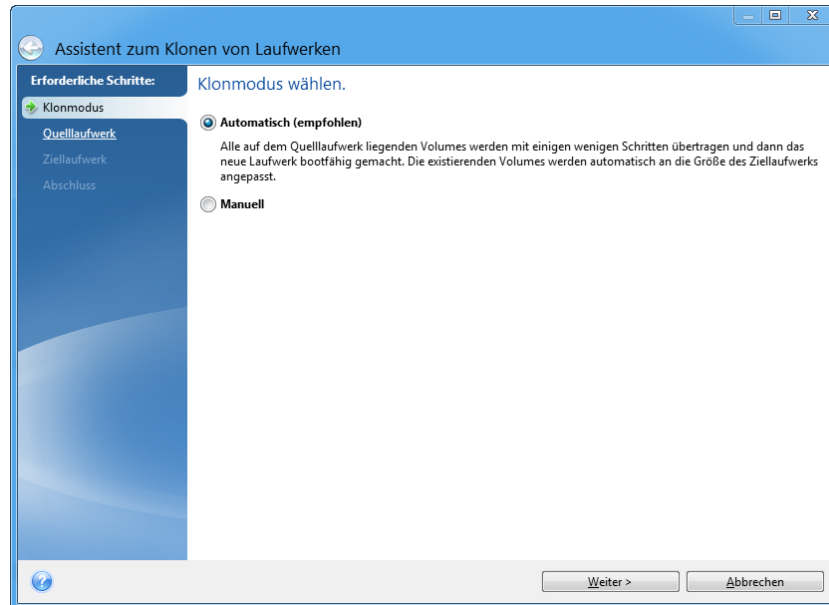 Assistent zum Klonen von Laufwerken
Erforderliche Schritte:
Klonmodus
Quelllaufwerk
Ziellaufwerk
Abschluss
Klonmodus wählen.
Automatisch (empfohlen)
Alle auf dem Quelllaufwerk liegenden Volumes werden mit einigen wenigen Schritten übertragen und dann das
neue Laufwerk bootfähig gemacht. Die existierenden Volumes werden automatisch an die Größe des Ziellaufwerks
angepasst.
Manuell
?
Weiter >
Abbrechen